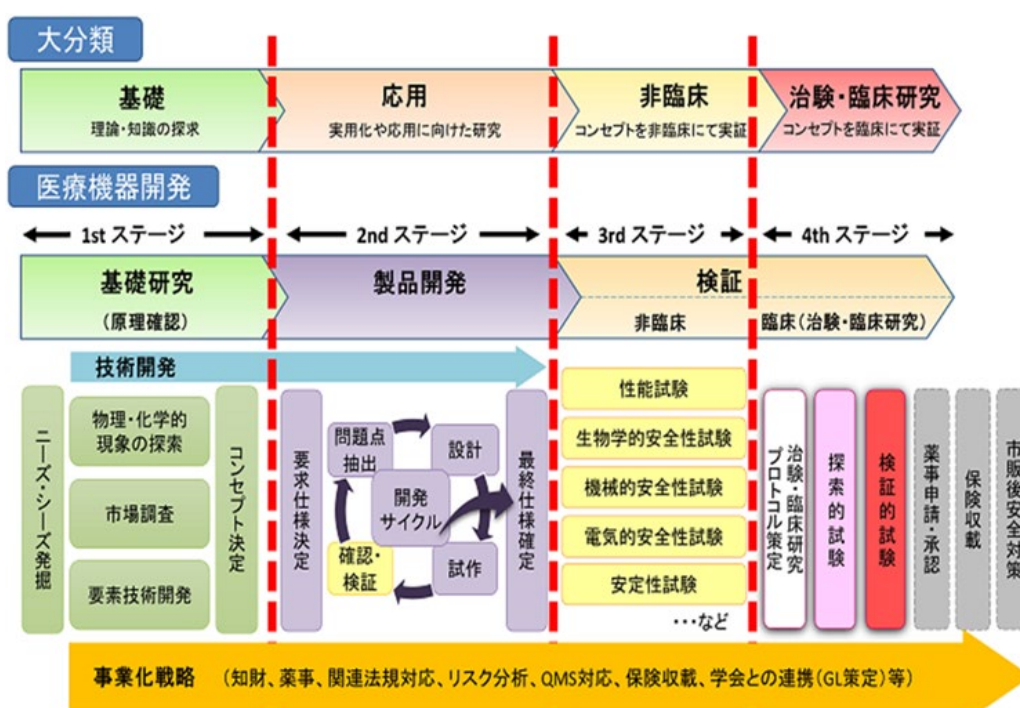 大分類
基礎
理論・知識の探求
応用
実用化や応用に向けた研究
非臨床
コンセプトを非臨床にて実証
治験・臨床研究
コンセプトを臨床にて実証
医療機器開発
1st ステージ
2nd ステージ
3rd ステージ
4th ステージ
基礎研究
(原理確認)
製品開発
検証
非臨床
臨床(治験・臨床研究)
技術開発
ニーズ・シーズ発掘
物理・化学的
現象の探索
市場調査
要素技術開発
コンセプト決定
要求仕様決定
問題点
抽出
設計
開発
サイクル
確認・
検証
試作
最終仕様確定
性能試験
生物学的安全性試験
機械的安全性試験
電気的安全性試験
安定性試験
・・・など
治験・臨床研究
プロトコル策定
探索的試験
検証的試験
薬事申請・承認
保険収載
市販後安全対策
事業化戦略 (知財、薬事、関連法規対応、リスク分析、QMS対応、保険収載、学会との連携(GL策定)等)